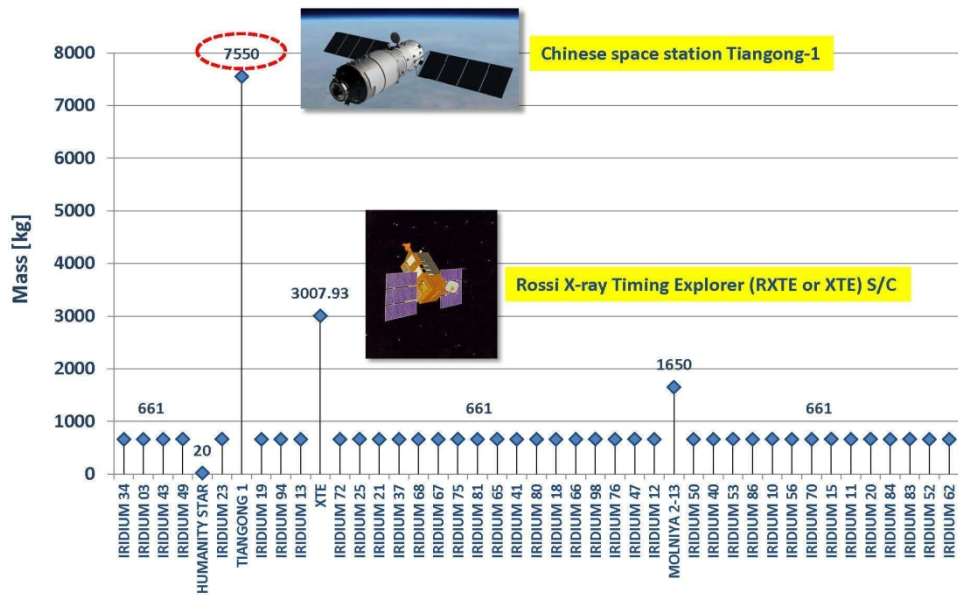 8000
7000
6000
5000
4000
3000
2000
1000
0
Mass [kg]
7550
Chinese space station Tiangong-1
3007.93
Rossi X-ray Timing Explorer (RXTE or XTE) S/C
1650
661
20
661
661
IRIDIUM 34
IRIDIUM 03
IRIDIUM 43
IRIDIUM 49
HUMANITY STAR
IRIDIUM 23
TIANGONG 1
IRIDIUM 19
IRIDIUM 94
IRIDIUM 13
XTE
IRIDIUM 72
IRIDIUM 25
IRIDIUM 21
IRIDIUM 37
IRIDIUM 68
IRIDIUM 67
IRIDIUM 75
IRIDIUM 81
IRIDIUM 65
IRIDIUM 41
IRIDIUM 80
IRIDIUM 18
IRIDIUM 66
IRIDIUM 98
IRIDIUM 76
IRIDIUM 47
IRIDIUM 12
MOLNIYA 2-13
IRIDIUM 50
IRIDIUM 40
IRIDIUM 53
IRIDIUM 86
IRIDIUM 10
IRIDIUM 56
IRIDIUM 70
IRIDIUM 15
IRIDIUM 11
IRIDIUM 20
IRIDIUM 84
IRIDIUM 83
IRIDIUM 52
IRIDIUM 62